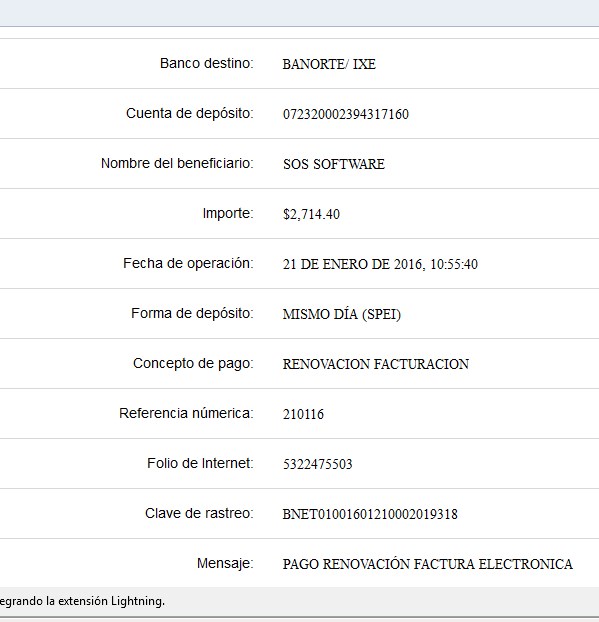 Banco destino: BANORTE/ IXE
Cuenta de depósito: 072320002394317160
Nombre del beneficiario: SOS SOFTWARE
Importe: $2,714.40
Fecha de operación: 21 DE ENERO DE 2016, 10:55:40
Forma de depósito: MISMO DÍA (SPEI)
Concepto de pago: RENOVACION FACTURACION
Referencia númerica: 210116
Folio de Internet: 5322475503
Clave de rastreo: BNET01001601210002019318
Mensaje: PAGO RENOVACIÓN FACTURA ELECTRONICA
egrando la extensión Lightning.